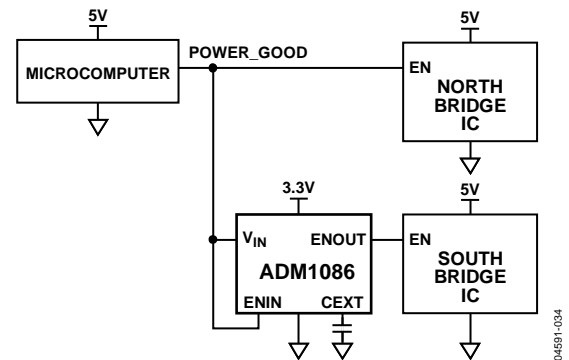 5V
MICROCOMPUTER
POWER_GOOD
5V
EN
NORTH
BRIDGE
IC
3.3V
VIN
ENOUT
ADM1086
ENIN
CEXT
5V
EN
SOUTH
BRIDGE
IC
04591-034